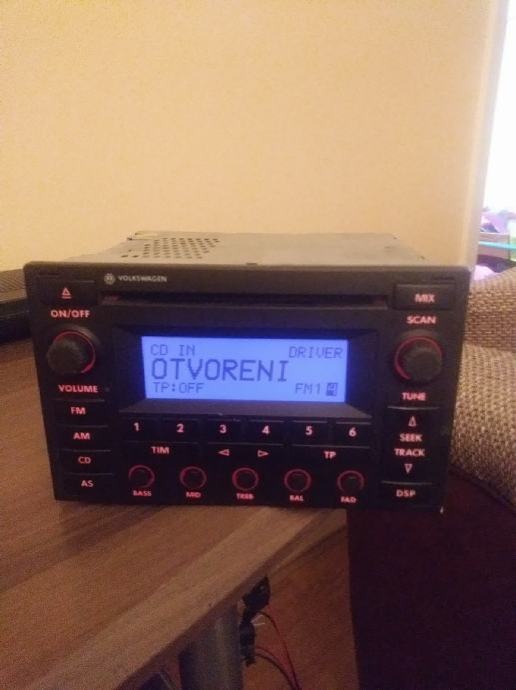 VOLKSWAGEN
MIX
ON/OFF
SCAN
CD IN DRIVER
OTVORENI
TP:OFF FM1 4
VOLUME
TUNE
FM
1 2 3 4 5 6
AM
TIM TP
SEEK
TRACK
CD
AS
BASS MID TREB BAL FAD
DSP